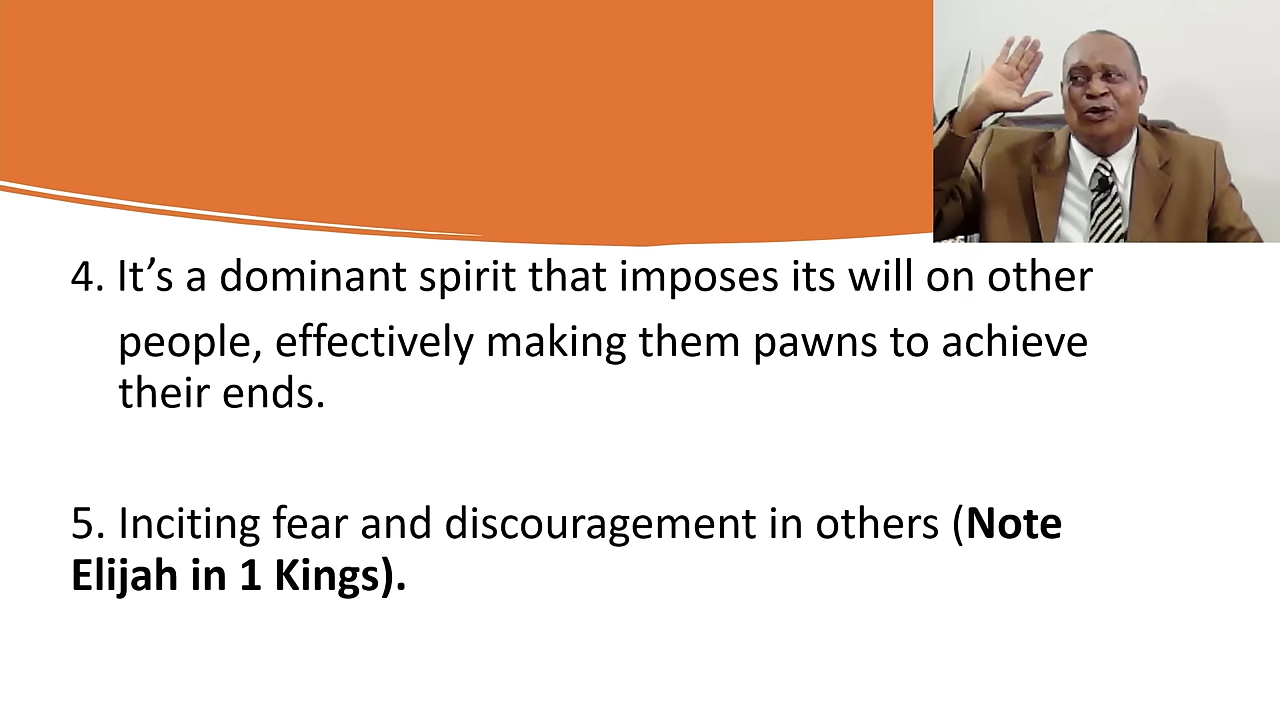 4. It’s a dominant spirit that imposes its will on other
people, effectively making them pawns to achieve
their ends.
5. Inciting fear and discouragement in others (Note
Elijah in 1 Kings).